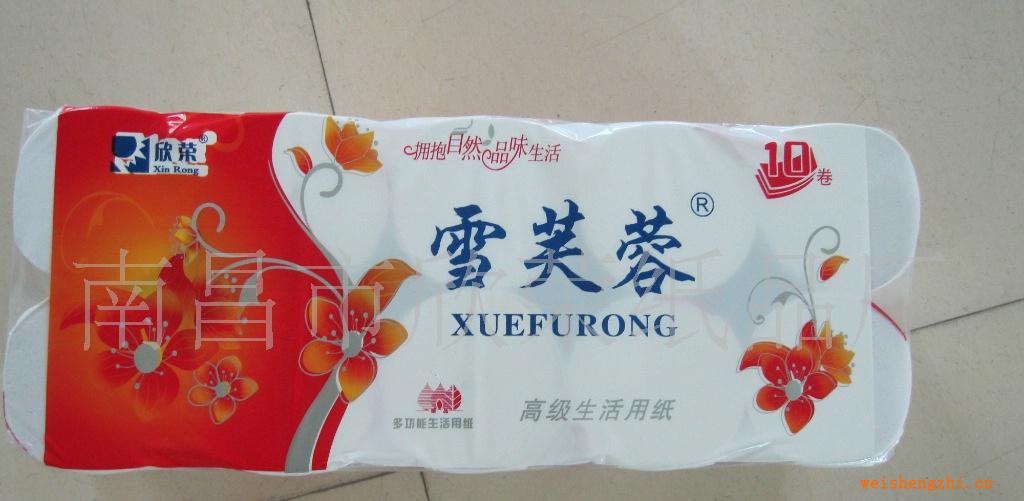 欣荣®
Xin Rong
拥抱自然 品味生活
10卷
雪芙蓉®
XUEFURONG
多功能生活用纸
高级生活用纸
南昌市欣荣纸品厂
weishengzhi.cn